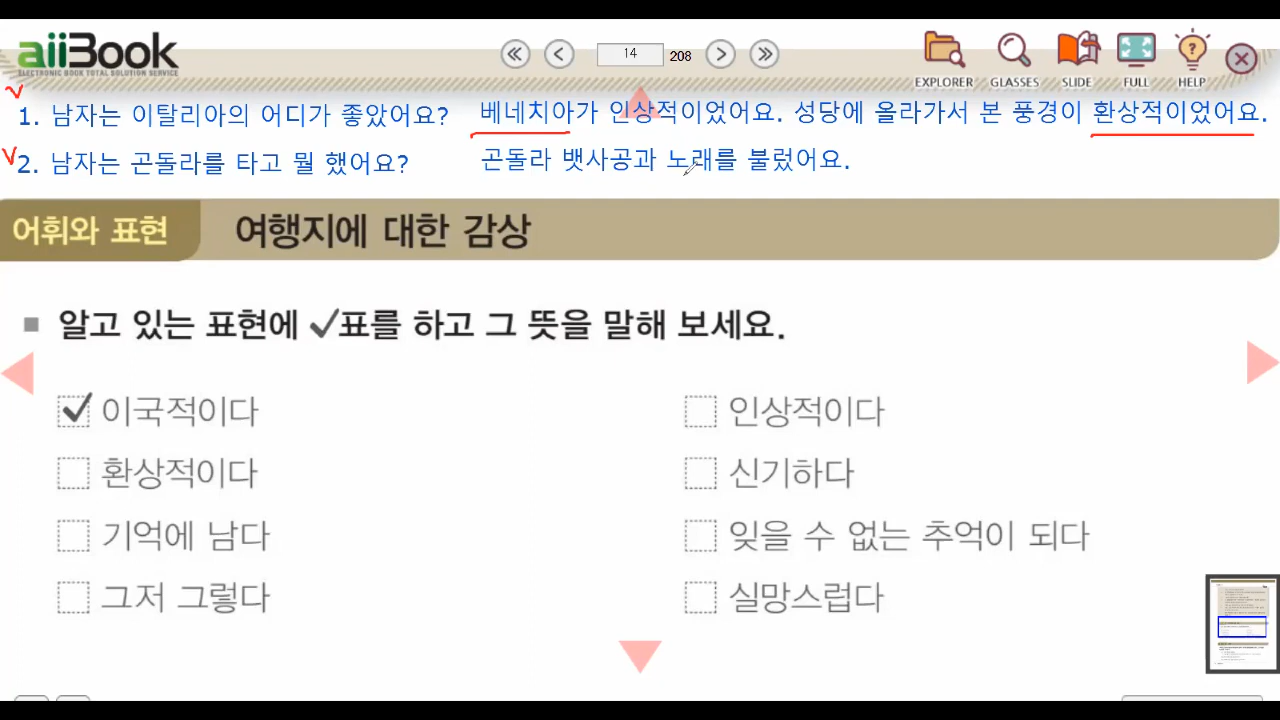 aiiBook
ELECTRONIC BOOK TOTAL SOLUTION SERVICE
14 208
EXPLORER GLASSES SLIDE FULL HELP
1. 남자는 이탈리아의 어디가 좋았어요? 베네치아가 인상적이었어요. 성당에 올라가서 본 풍경이 환상적이었어요.
2. 남자는 곤돌라를 타고 뭘 했어요? 곤돌라 뱃사공과 노래를 불렀어요.
어휘와 표현 여행지에 대한 감상
알고 있는 표현에 ✓표를 하고 그 뜻을 말해 보세요.
이국적이다 인상적이다
환상적이다 신기하다
기억에 남다 잊을 수 없는 추억이 되다
그저 그렇다 실망스럽다